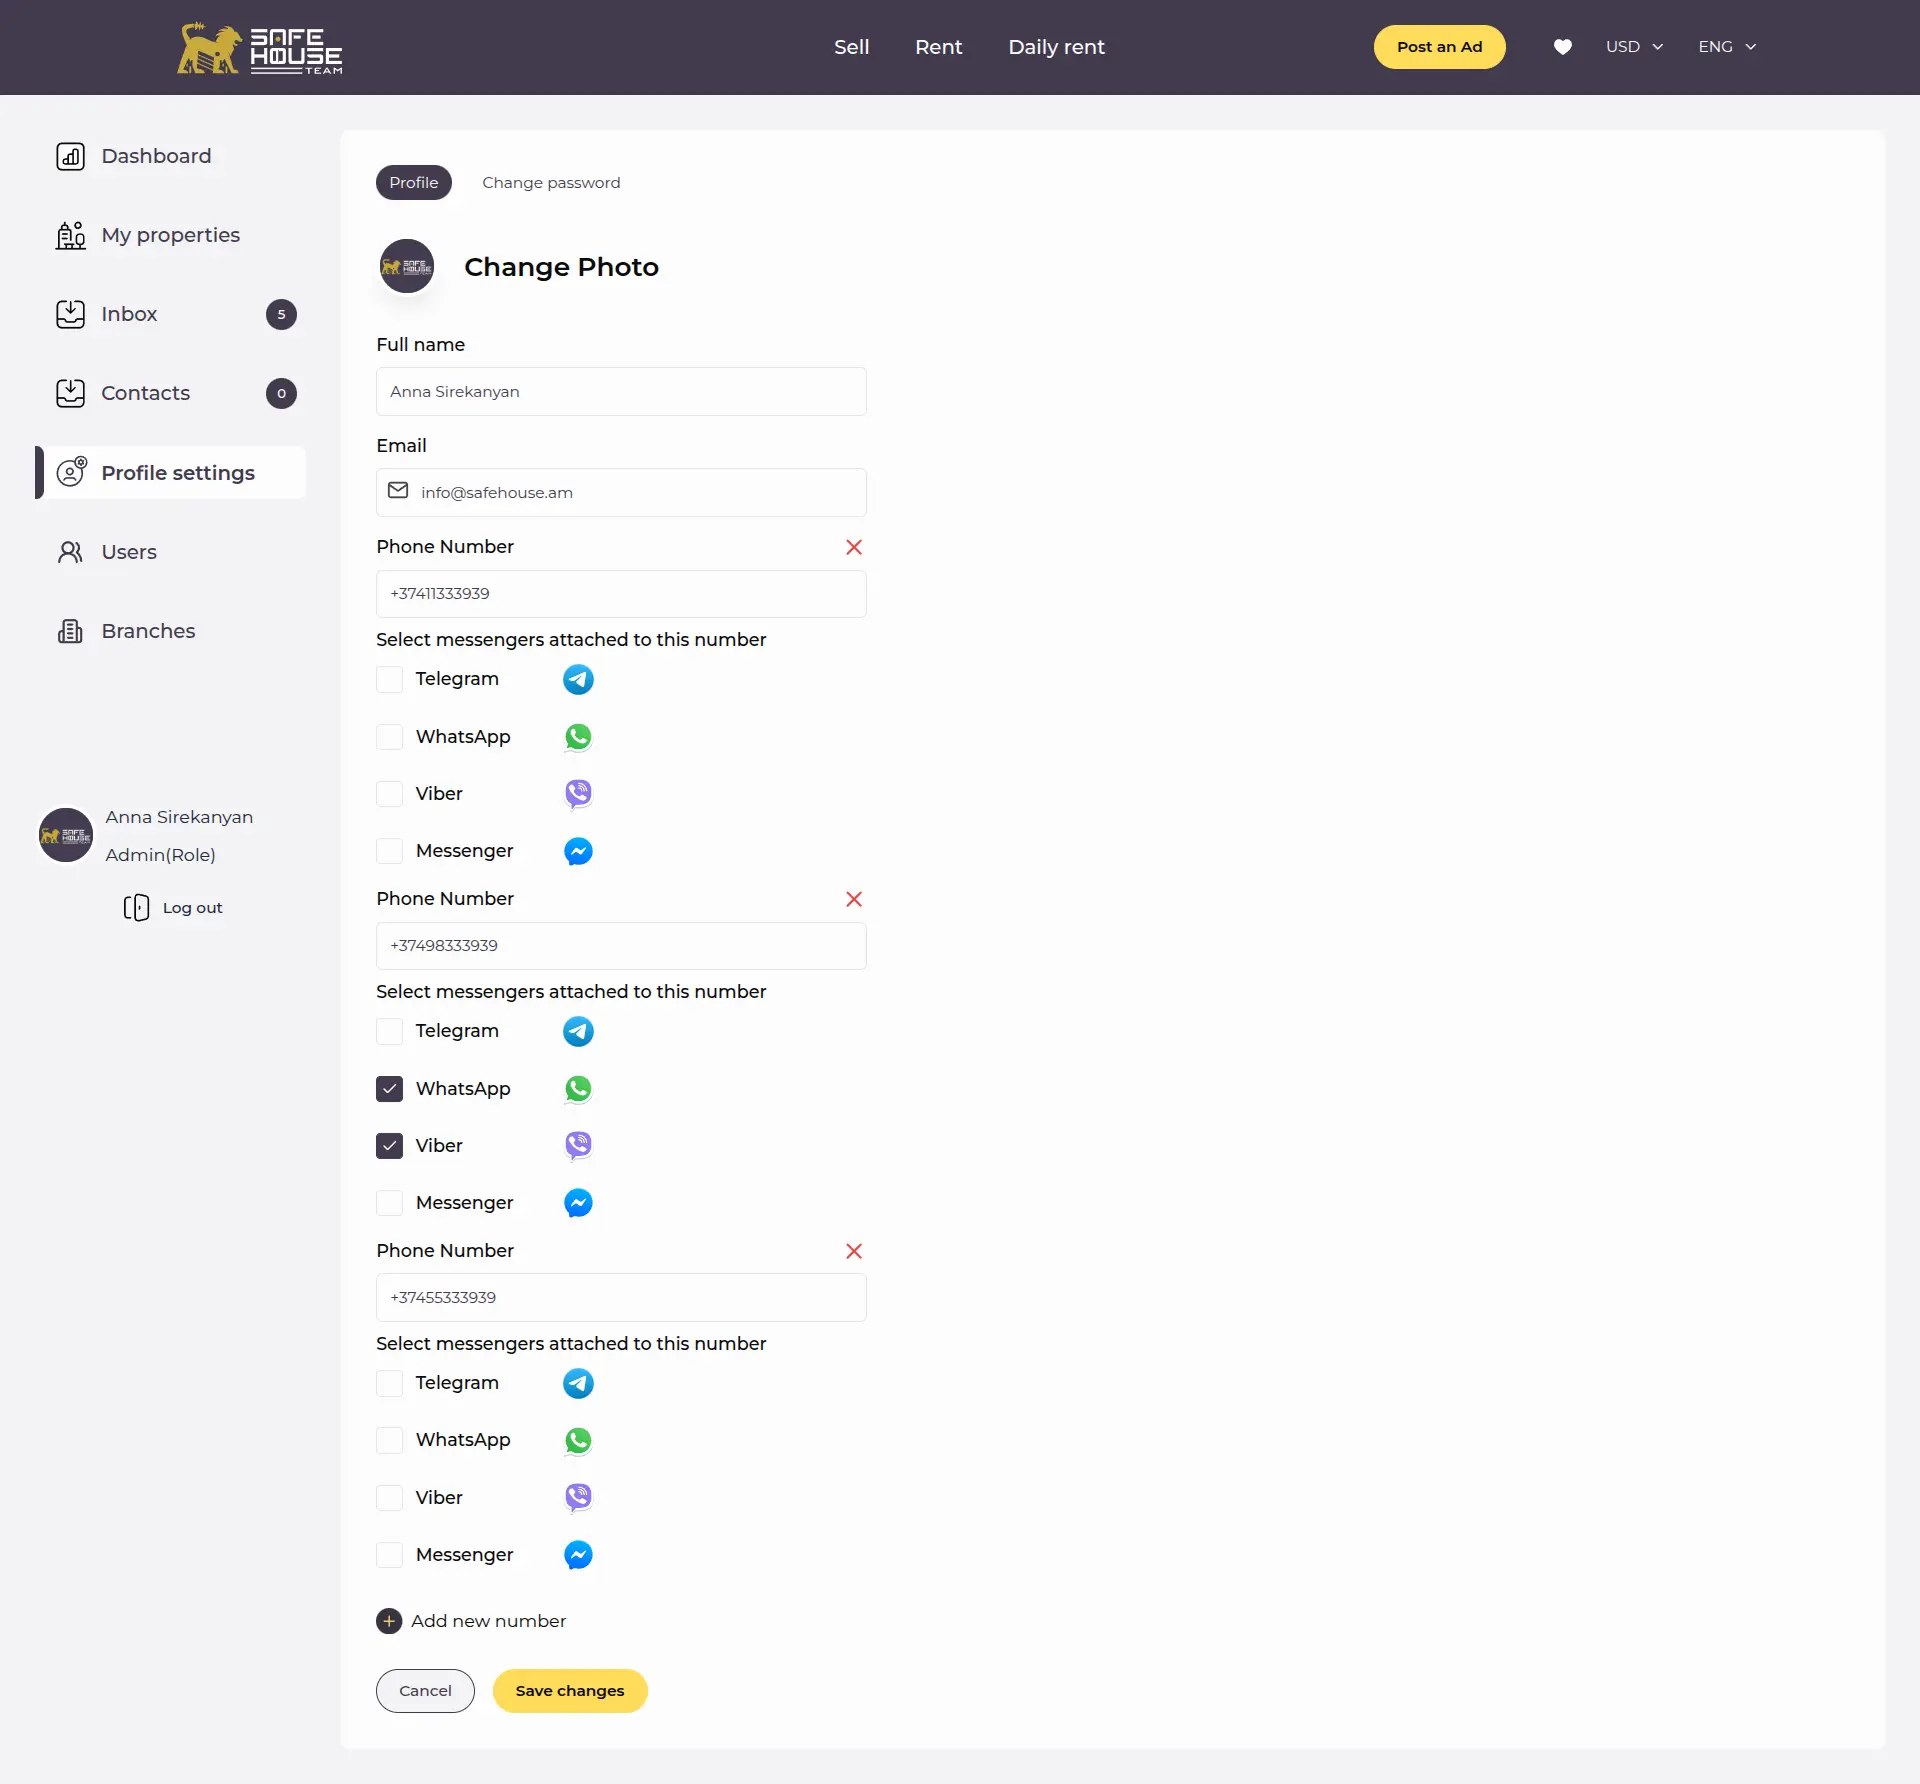 SAFE
HOUSE
TEAM
Sell
Rent
Daily rent
Post an Ad
USD
ENG
Dashboard
My properties
Inbox
5
Contacts
0
Profile settings
Users
Branches
SAFE
HOUSE
Anna Sirekanyan
Admin(Role)
Log out
Profile
Change password
SAFE
HOUSE
Change Photo
Full name
Anna Sirekanyan
Email
info@safehouse.am
Phone Number
+37411333939
Select messengers attached to this number
Telegram
WhatsApp
Viber
Messenger
Phone Number
+37498333939
Select messengers attached to this number
Telegram
WhatsApp
Viber
Messenger
Phone Number
+37455333939
Select messengers attached to this number
Telegram
WhatsApp
Viber
Messenger
Add new number
Cancel
Save changes